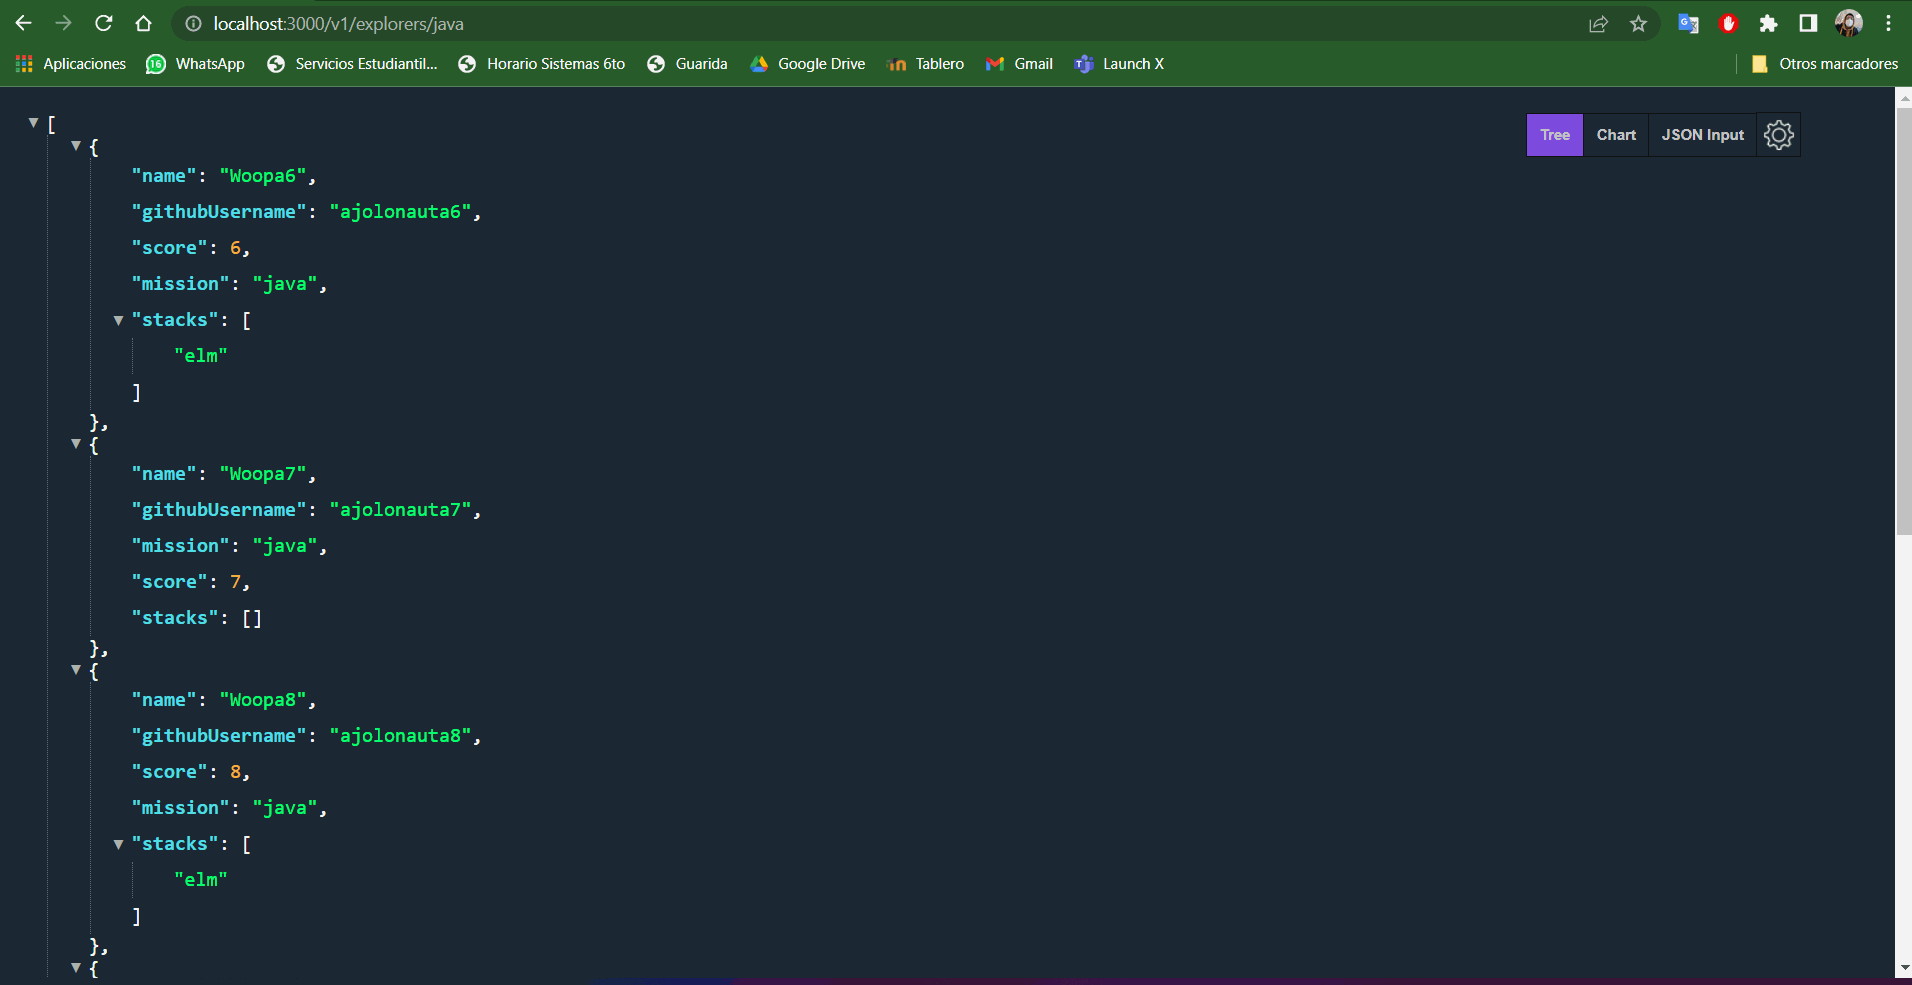 localhost:3000/v1/explorers/java
Aplicaciones WhatsApp Servicios Estudiantil... Horario Sistemas 6to Guarida Google Drive Tablero Gmail Launch X Otros marcadores
Tree Chart JSON Input
[
{
"name": "Woopa6",
"githubUsername": "ajolonauta6",
"score": 6,
"mission": "java",
"stacks": [
"elm"
]
},
{
"name": "Woopa7",
"githubUsername": "ajolonauta7",
"mission": "java",
"score": 7,
"stacks": []
},
{
"name": "Woopa8",
"githubUsername": "ajolonauta8",
"score": 8,
"mission": "java",
"stacks": [
"elm"
]
},
{